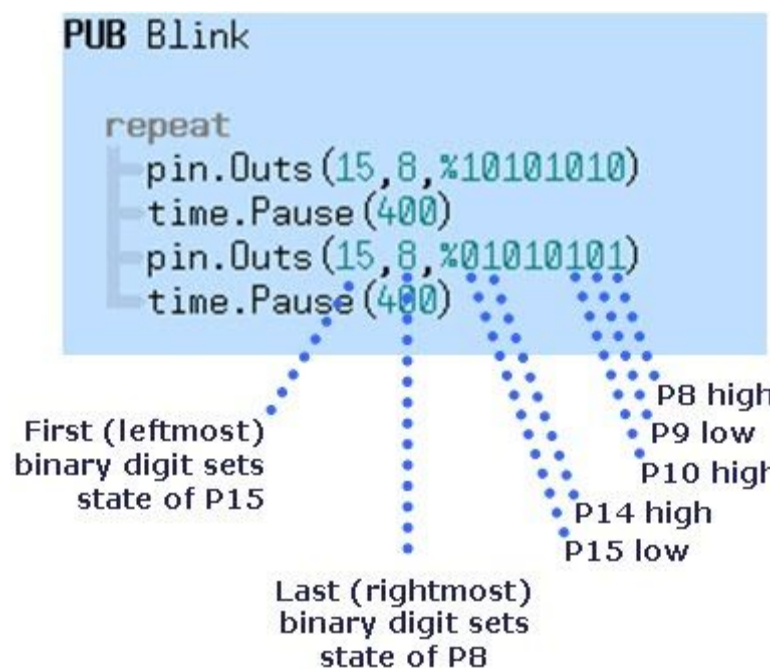 PUB Blink
repeat
pin.Outs(15,8,%10101010)
time.Pause(400)
pin.Outs(15,8,%01010101)
time.Pause(400)
P8 high
P9 low
P10 high
P14 high
P15 low
First (leftmost)
binary digit sets
state of P15
Last (rightmost)
binary digit sets
state of P8